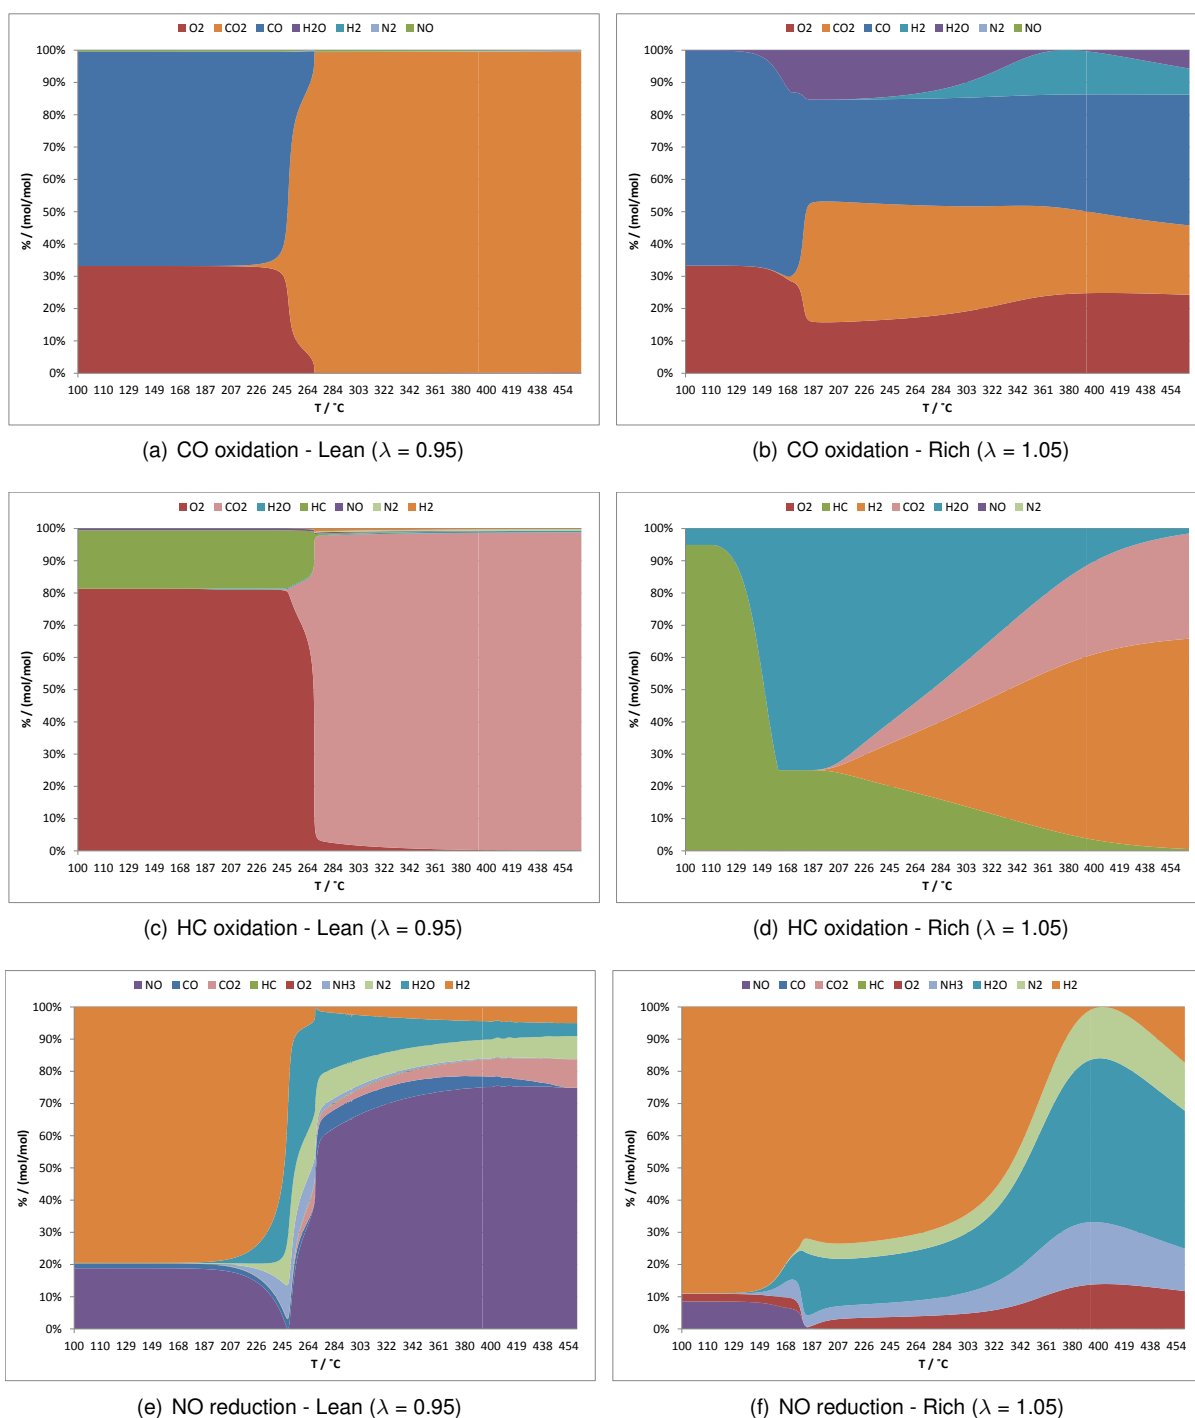 O2 CO2 CO H2O H2 N2 NO
100%
90%
80%
70%
60%
50%
40%
30%
20%
10%
0%
% / (mol/mol)
100 110 129 149 168 187 207 226 245 264 284 303 322 342 361 380 400 419 438 454
T / ˚C
(a) CO oxidation - Lean (λ = 0.95)
O2 CO2 CO H2 H2O N2 NO
100%
90%
80%
70%
60%
50%
40%
30%
20%
10%
0%
% / (mol/mol)
100 110 129 149 168 187 207 226 245 264 284 303 322 342 361 380 400 419 438 454
T / ˚C
(b) CO oxidation - Rich (λ = 1.05)
O2 CO2 H2O HC NO N2 H2
100%
90%
80%
70%
60%
50%
40%
30%
20%
10%
0%
% / (mol/mol)
100 110 129 149 168 187 207 226 245 264 284 303 322 342 361 380 400 419 438 454
T / ˚C
(c) HC oxidation - Lean (λ = 0.95)
O2 HC H2 CO2 H2O NO N2
100%
90%
80%
70%
60%
50%
40%
30%
20%
10%
0%
% / (mol/mol)
100 110 129 149 168 187 207 226 245 264 284 303 322 342 361 380 400 419 438 454
T / ˚C
(d) HC oxidation - Rich (λ = 1.05)
NO CO CO2 HC O2 NH3 N2 H2O H2
100%
90%
80%
70%
60%
50%
40%
30%
20%
10%
0%
% / (mol/mol)
100 110 129 149 168 187 207 226 245 264 284 303 322 342 361 380 400 419 438 454
T / ˚C
(e) NO reduction - Lean (λ = 0.95)
NO CO CO2 HC O2 NH3 H2O N2 H2
100%
90%
80%
70%
60%
50%
40%
30%
20%
10%
0%
% / (mol/mol)
100 110 129 149 168 187 207 226 245 264 284 303 322 342 361 380 400 419 438 454
T / ˚C
(f) NO reduction - Rich (λ = 1.05)